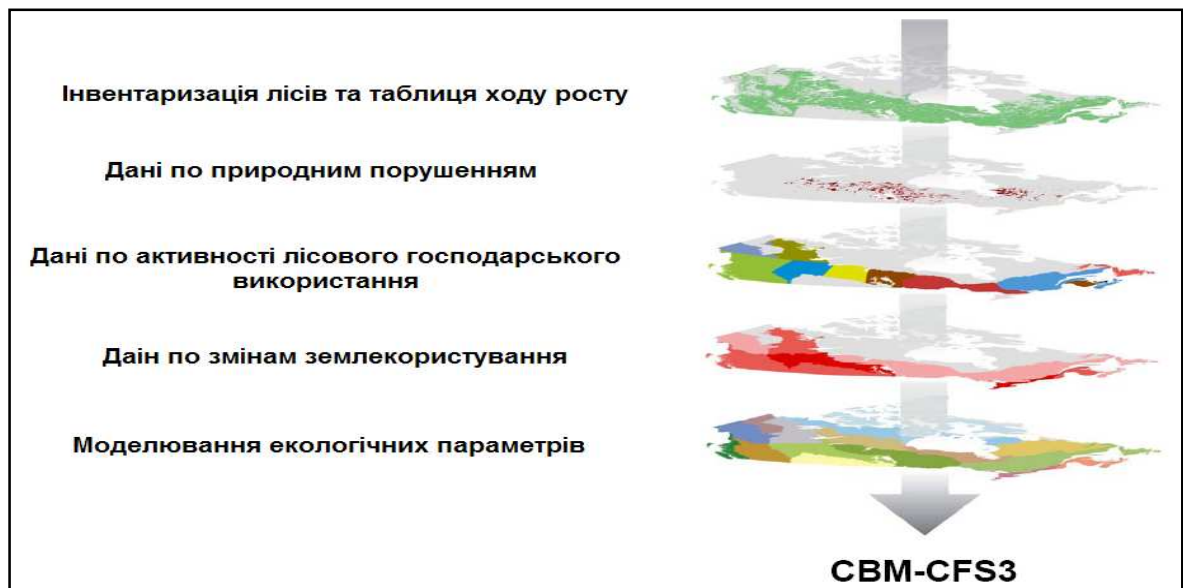 Інвентаризація лісів та таблиця ходу росту
Дані по природним порушенням
Дані по активності лісового господарського
використання
Даін по змінам землекористування
Моделювання екологічних параметрів
CBM-CFS3